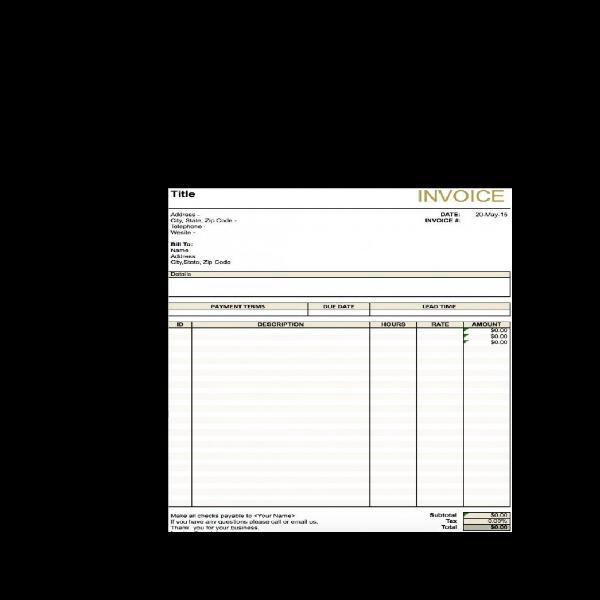 Title INVOICE
Address -
DATE: 20-May-15
City, State, Zip Code -
INVOICE #:
Telephone
Wesite -
Bill To:
Name
Address
City,State, Zip Code
Details
PAYMENT TERMS DUE DATE LEAD TIME
ID DESCRIPTION HOURS RATE AMOUNT
$0.00
$0.00
$0.00
Make all checks payable to <Your Name>
Subtotal $0.00
If you have any questions please call or email us.
Tax 0.00%
Thank you for your business.
Total $0.00